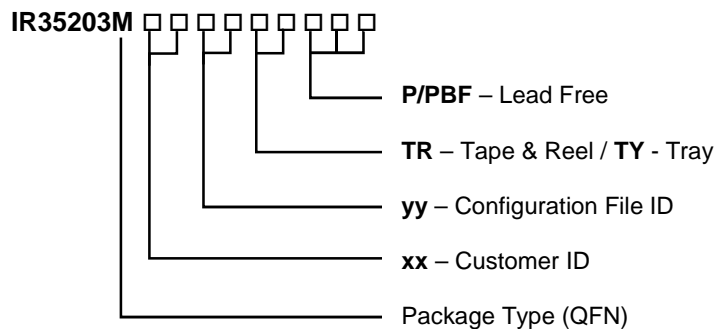 IR35203M □ □ □ □ □ □ □ □ □
P/PBF – Lead Free
TR – Tape & Reel / TY - Tray
yy – Configuration File ID
xx – Customer ID
Package Type (QFN)